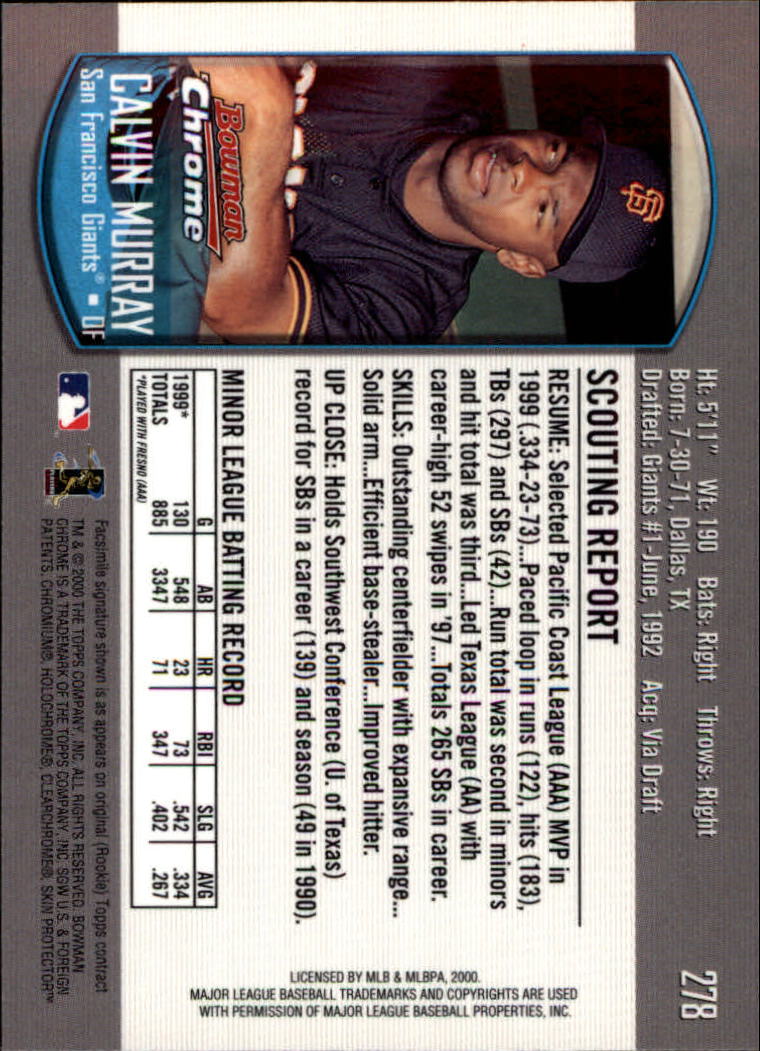 278
Ht: 5'11" Wt: 190 Bats: Right Throws: Right
Born: 7-30-71, Dallas, TX
Drafted: Giants #1-June, 1992 Acq: Via Draft
SF
Bowman
Chrome
CALVIN MURRAY
San Francisco Giants® ■ OF
SCOUTING REPORT
RESUME: Selected Pacific Coast League (AAA) MVP in
1999 (.334-23-73)...Paced loop in runs (122), hits (183),
TBs (297) and SBs (42)...Run total was second in minors
and hit total was third...Led Texas League (AA) with
career-high 52 swipes in '97...Totals 265 SBs in career.
SKILLS: Outstanding centerfielder with expansive range...
Solid arm...Efficient base-stealer...Improved hitter.
UP CLOSE: Holds Southwest Conference (U. of Texas)
record for SBs in a career (139) and season (49 in 1990).
MINOR LEAGUE BATTING RECORD
G AB HR RBI SLG AVG
1999* 130 548 23 73 .542 .334
TOTALS 885 3347 71 347 .402 .267
*PLAYED WITH FRESNO (AAA)
Facsimile signature shown is as appears on original (Rookie) Topps contract
TM & © 2000 THE TOPPS COMPANY, INC. ALL RIGHTS RESERVED. BOWMAN
CHROME IS A TRADEMARK OF THE TOPPS COMPANY, INC. SGW U.S. & FOREIGN
PATENTS, CHROMIUM®, HOLOCHROME®, CLEARCHROME®, SKIN PROTECTOR™
LICENSED BY MLB & MLBPA, 2000.
MAJOR LEAGUE BASEBALL TRADEMARKS AND COPYRIGHTS ARE USED
WITH PERMISSION OF MAJOR LEAGUE BASEBALL PROPERTIES, INC.